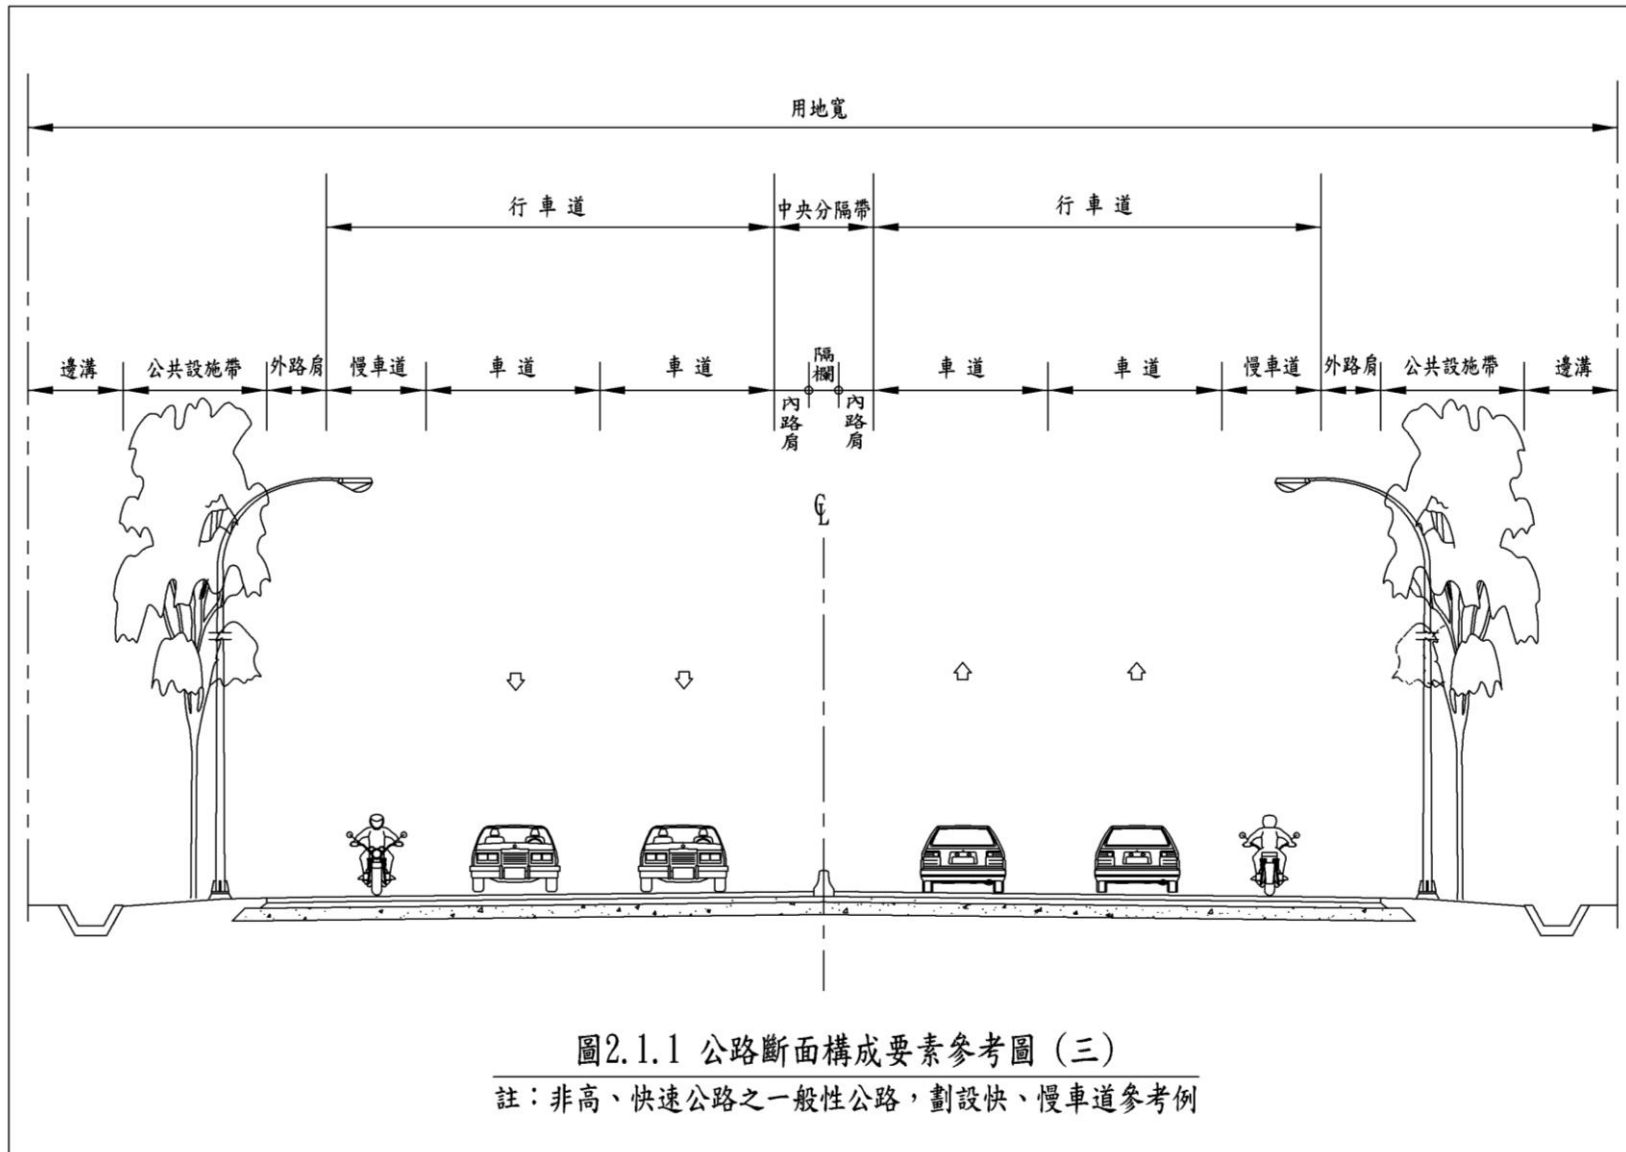 用地寬
行車道 中央分隔帶 行車道
邊溝 公共設施帶 外路肩 慢車道 車道 車道 隔欄 車道 車道 慢車道 外路肩 公共設施帶 邊溝
內路肩 內路肩
℄
圖2.1.1 公路斷面構成要素參考圖 (三)
註：非高、快速公路之一般性公路，劃設快、慢車道參考例